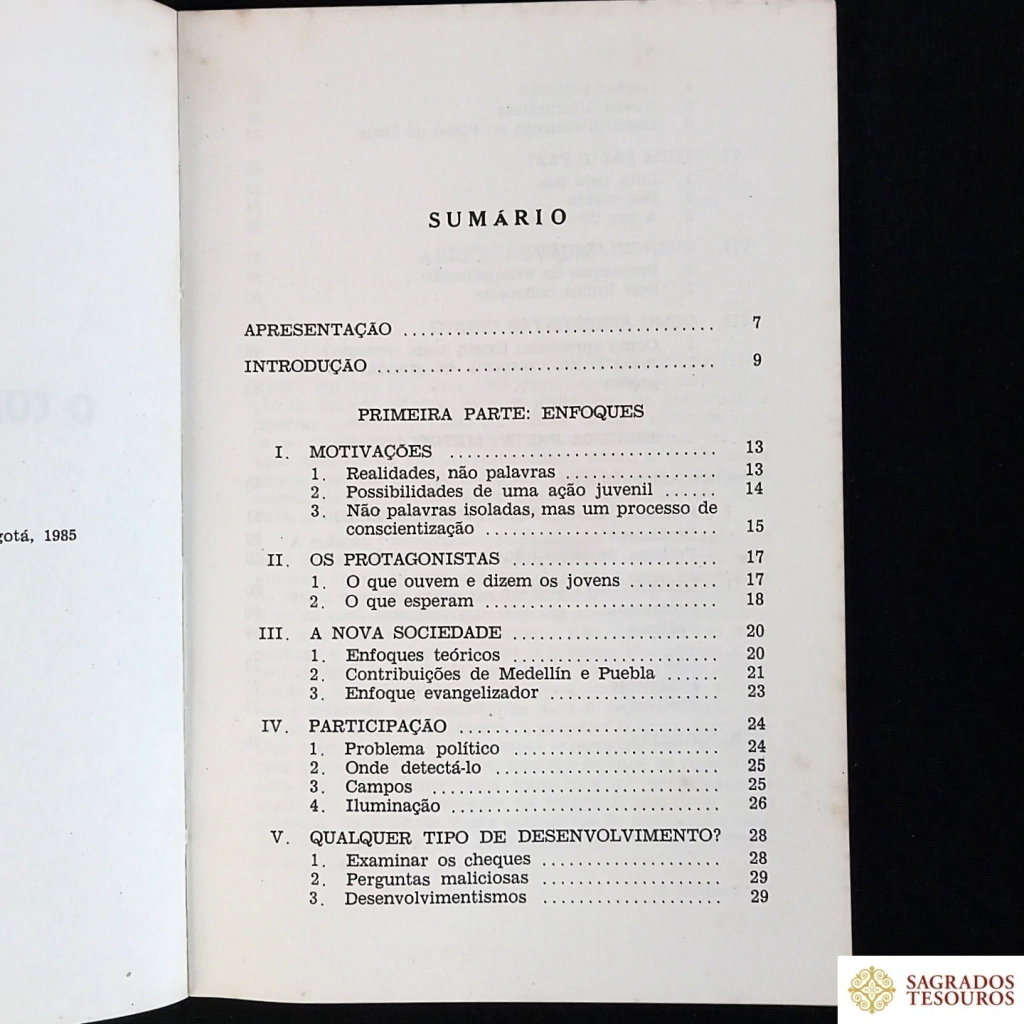 gotá, 1985
SUMÁRIO
APRESENTAÇÃO ........................................ 7
INTRODUÇÃO ........................................ 9
PRIMEIRA PARTE: ENFOQUES
I. MOTIVAÇÕES .............................. 13
1. Realidades, não palavras ................. 13
2. Possibilidades de uma ação juvenil ...... 14
3. Não palavras isoladas, mas um processo de
conscientização .......................... 15
II. OS PROTAGONISTAS ........................ 17
1. O que ouvem e dizem os jovens .......... 17
2. O que esperam .......................... 18
III. A NOVA SOCIEDADE ....................... 20
1. Enfoques teóricos ....................... 20
2. Contribuições de Medellín e Puebla ...... 21
3. Enfoque evangelizador ................... 23
IV. PARTICIPAÇÃO ............................. 24
1. Problema político ....................... 24
2. Onde detectá-lo ......................... 25
3. Campos ................................ 25
4. Iluminação .............................. 26
V. QUALQUER TIPO DE DESENVOLVIMENTO? 28
1. Examinar os cheques .................... 28
2. Perguntas maliciosas .................... 29
3. Desenvolvimentismos .................... 29
SAGRADOS
TESOUROS